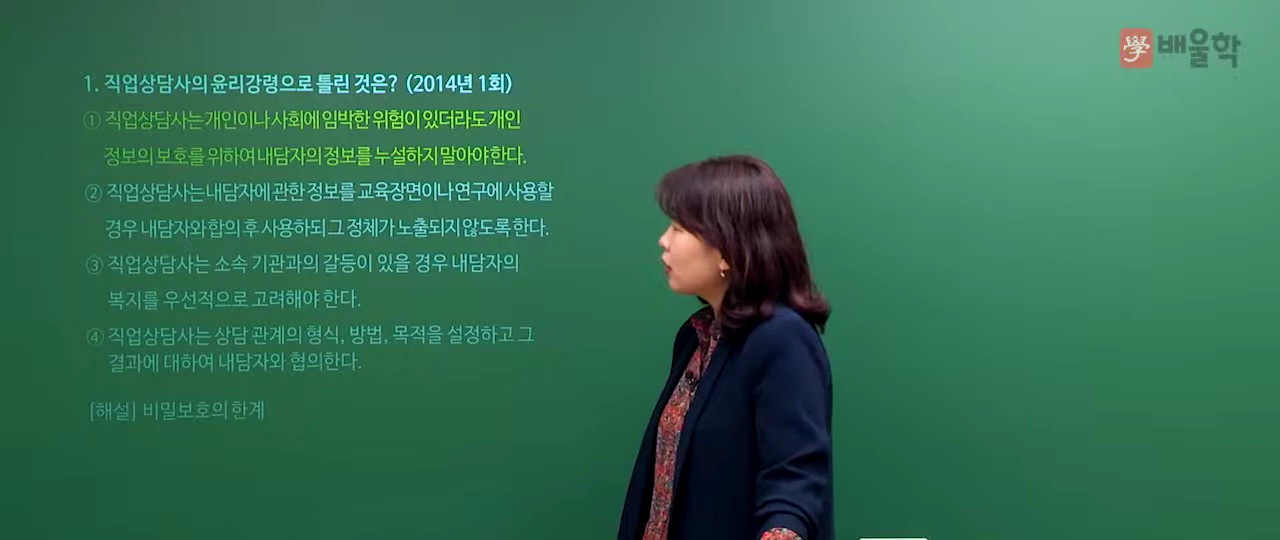 學 배울학
1. 직업상담사의 윤리강령으로 틀린 것은? (2014년 1회)
① 직업상담사는 개인이나 사회에 임박한 위험이 있더라도 개인
정보의 보호를 위하여 내담자의 정보를 누설하지 말아야 한다.
② 직업상담사는 내담자에 관한 정보를 교육장면이나 연구에 사용할
경우 내담자와 합의 후 사용하되 그 정체가 노출되지 않도록 한다.
③ 직업상담사는 소속 기관과의 갈등이 있을 경우 내담자의
복지를 우선적으로 고려해야 한다.
④ 직업상담사는 상담 관계의 형식, 방법, 목적을 설정하고 그
결과에 대하여 내담자와 협의한다.
[해설] 비밀보호의 한계